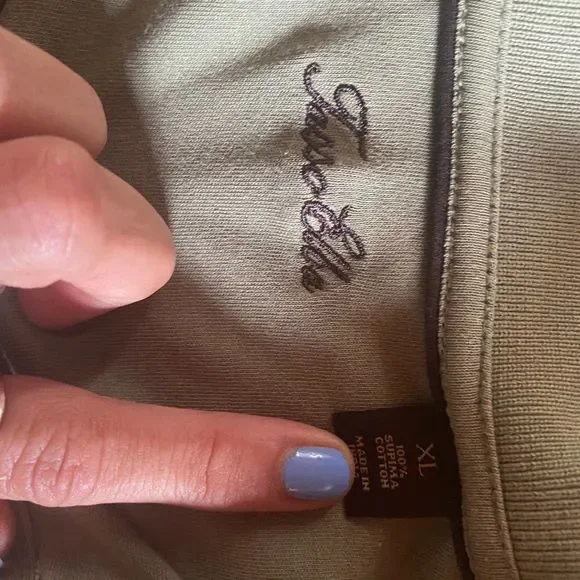 Tasso Elba
XL
100%
SUPIMA
COTTON
MADE IN